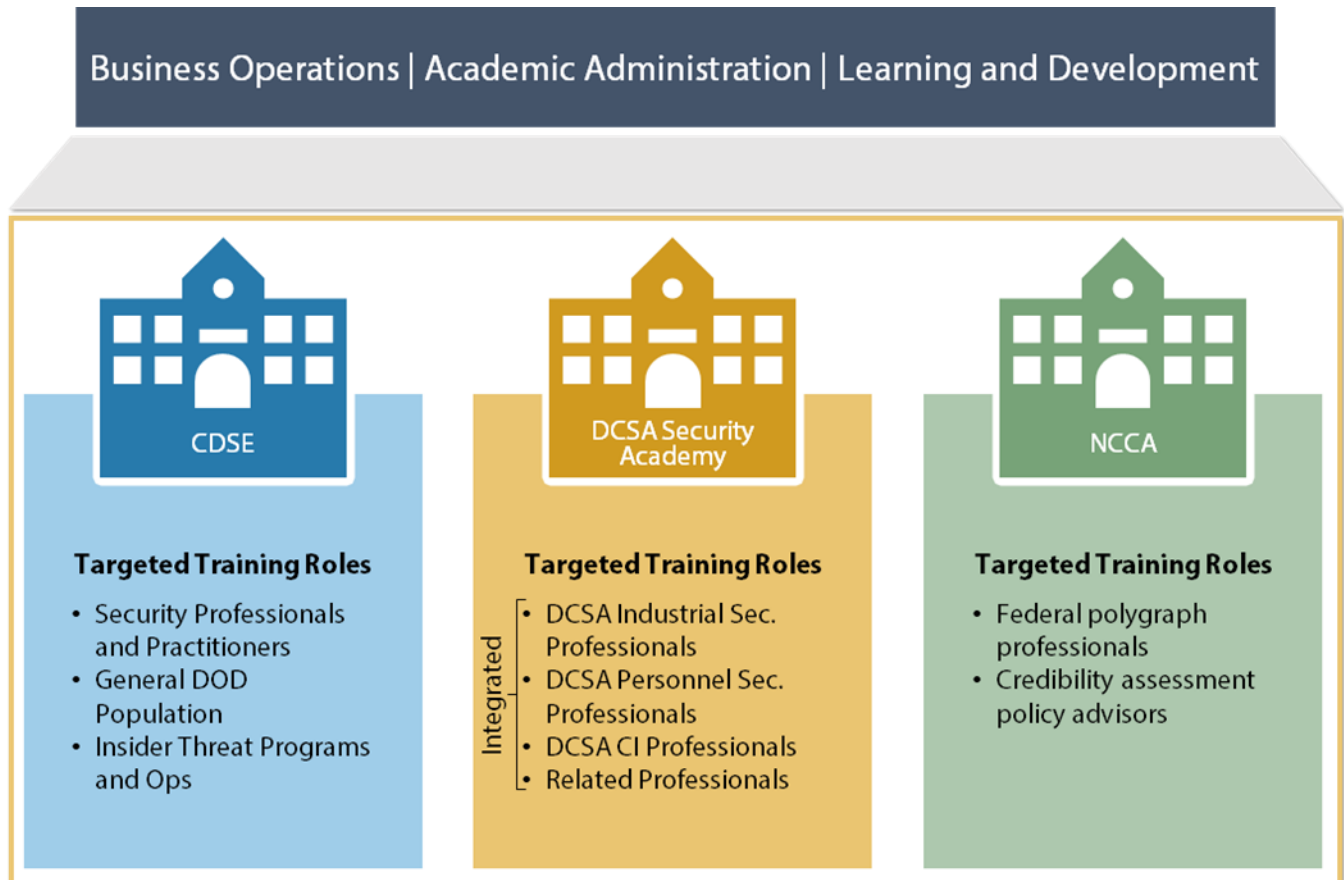 Business Operations | Academic Administration | Learning and Development
CDSE
Targeted Training Roles
• Security Professionals
and Practitioners
• General DOD
Population
• Insider Threat Programs
and Ops
DCSA Security
Academy
Targeted Training Roles
Integrated
• DCSA Industrial Sec.
Professionals
• DCSA Personnel Sec.
Professionals
• DCSA CI Professionals
• Related Professionals
NCCA
Targeted Training Roles
• Federal polygraph
professionals
• Credibility assessment
policy advisors